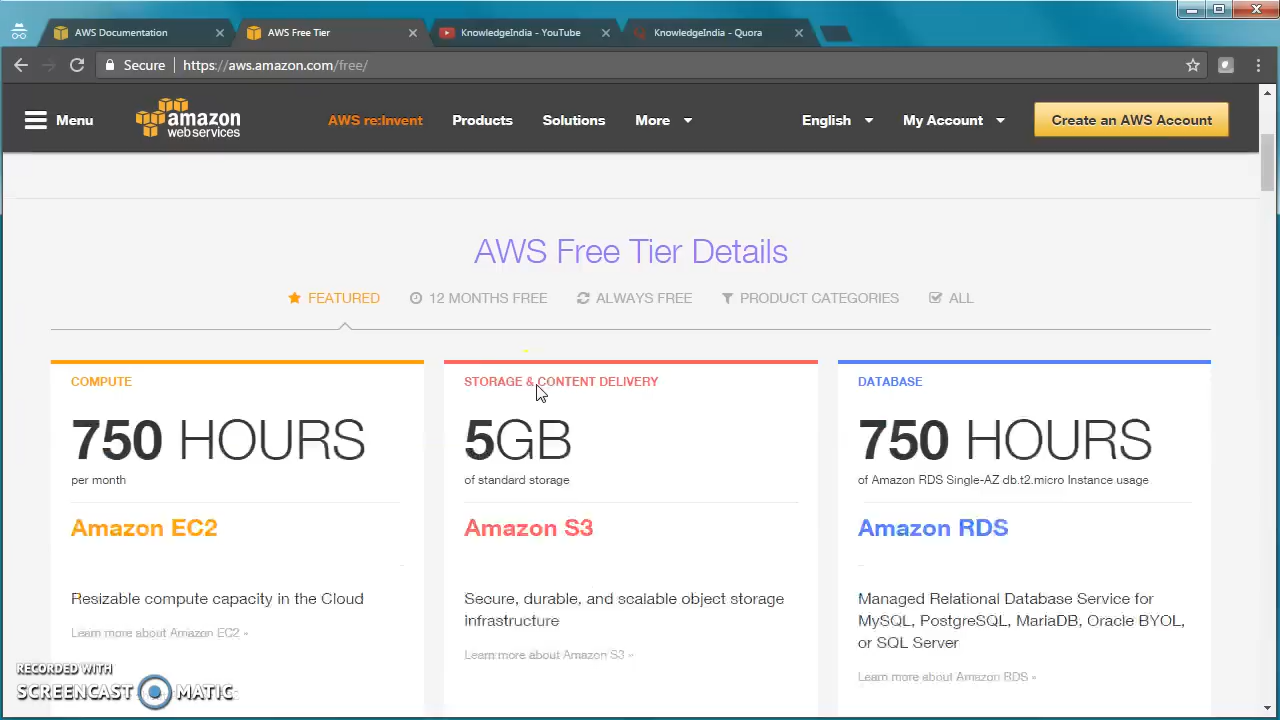 AWS Documentation
AWS Free Tier
KnowledgeIndia - YouTube
KnowledgeIndia - Quora
Secure
https://aws.amazon.com/free/
Menu
amazon
web services
AWS re:Invent
Products
Solutions
More
English
My Account
Create an AWS Account
AWS Free Tier Details
FEATURED
12 MONTHS FREE
ALWAYS FREE
PRODUCT CATEGORIES
ALL
COMPUTE
750 HOURS
per month
Amazon EC2
Resizable compute capacity in the Cloud
Learn more about Amazon EC2 »
STORAGE & CONTENT DELIVERY
5GB
of standard storage
Amazon S3
Secure, durable, and scalable object storage
infrastructure
Learn more about Amazon S3 »
DATABASE
750 HOURS
of Amazon RDS Single-AZ db.t2.micro Instance usage
Amazon RDS
Managed Relational Database Service for
MySQL, PostgreSQL, MariaDB, Oracle BYOL,
or SQL Server
Learn more about Amazon RDS »
RECORDED WITH
SCREENCAST MATIC